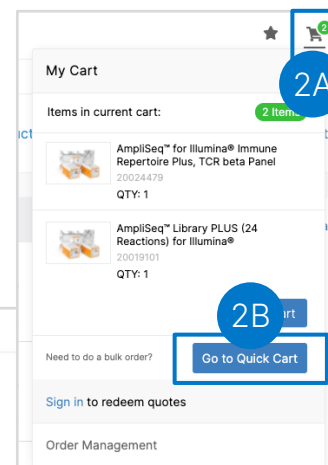 2
2A
My Cart
Items in current cart:
2 Items
AmpliSeq™ for Illumina® Immune
Repertoire Plus, TCR beta Panel
20024479
QTY: 1
AmpliSeq™ Library PLUS (24
Reactions) for Illumina®
20019101
QTY: 1
2B
Need to do a bulk order?
Go to Quick Cart
Sign in to redeem quotes
Order Management